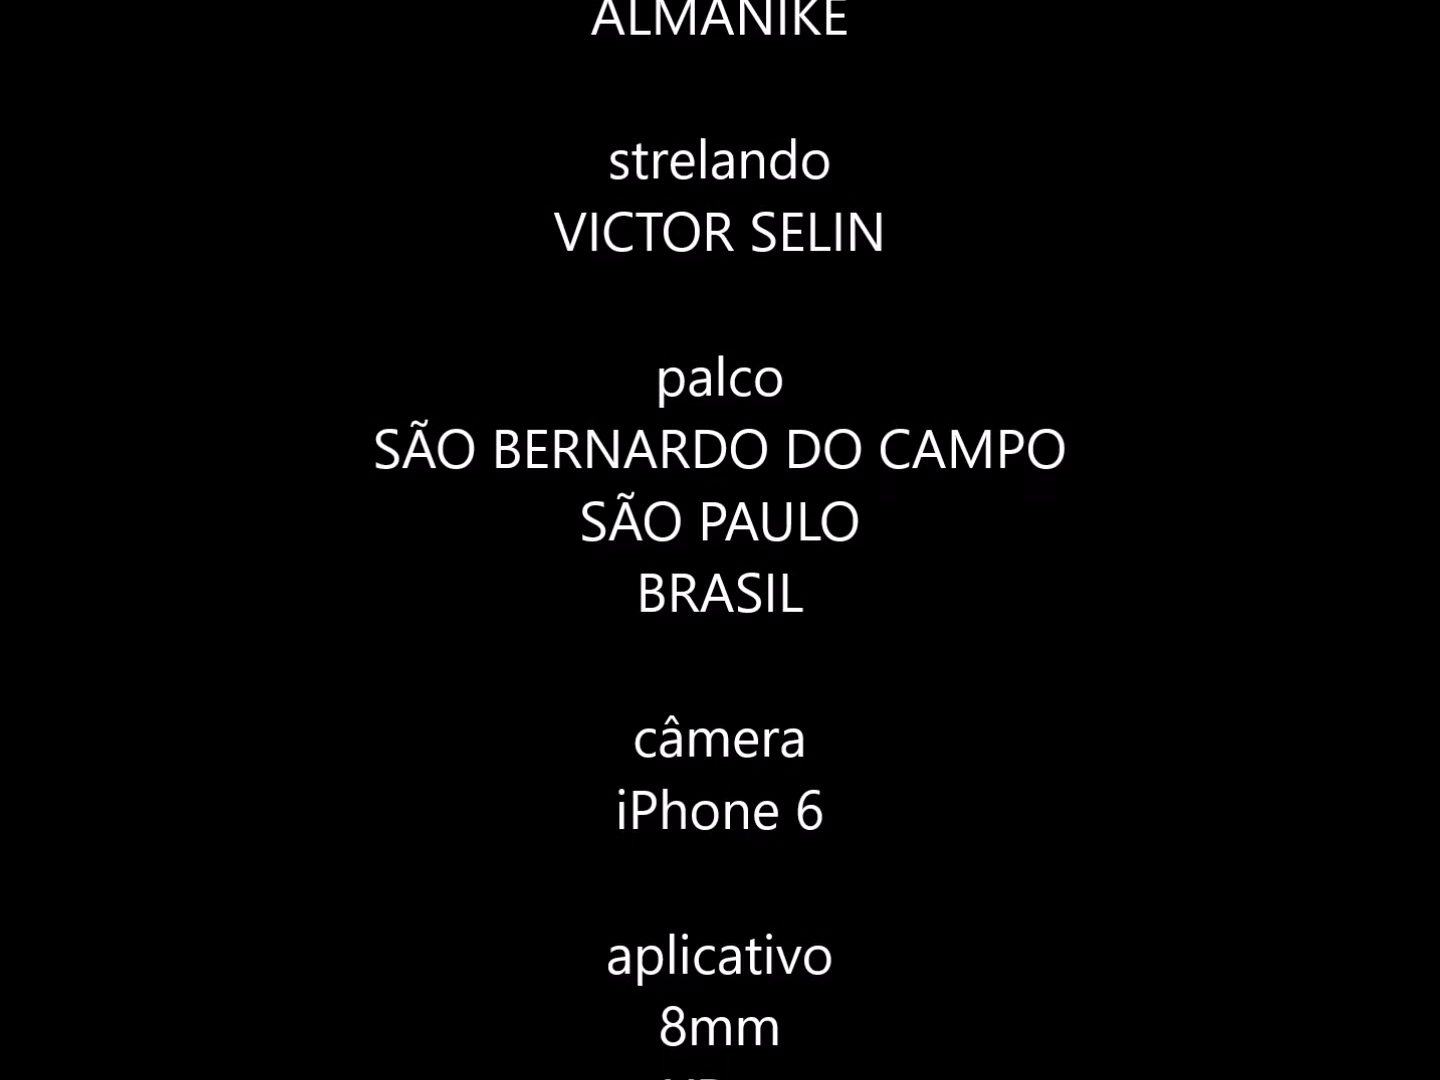 ALMANIKE
strelando
VICTOR SELIN
palco
SÃO BERNARDO DO CAMPO
SÃO PAULO
BRASIL
câmera
iPhone 6
aplicativo
8mm